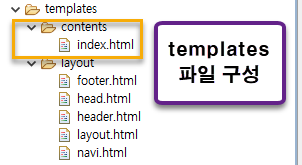 templates
contents
index.html
layout
footer.html
head.html
header.html
layout.html
navi.html
templates
파일 구성